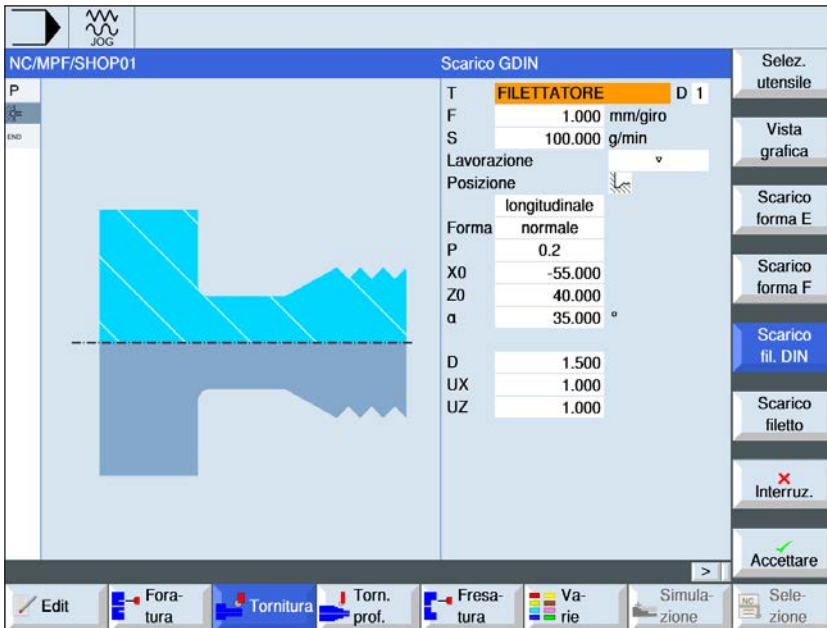 JOG
NC/MPF/SHOP01
Scarico GDIN
P
END
T FILETTATORE D 1
F 1.000 mm/giro
S 100.000 g/min
Lavorazione ▿
Posizione
longitudinale
Forma normale
P 0.2
X0 -55.000
Z0 40.000
α 35.000 °
D 1.500
UX 1.000
UZ 1.000
Selez.
utensile
Vista
grafica
Scarico
forma E
Scarico
forma F
Scarico
fil. DIN
Scarico
filetto
Interruz.
Accettare
>
Edit
Fora-
tura
Tornitura
Torn.
prof.
Fresa-
tura
Va-
rie
Simula-
zione
NC
Sele-
zione